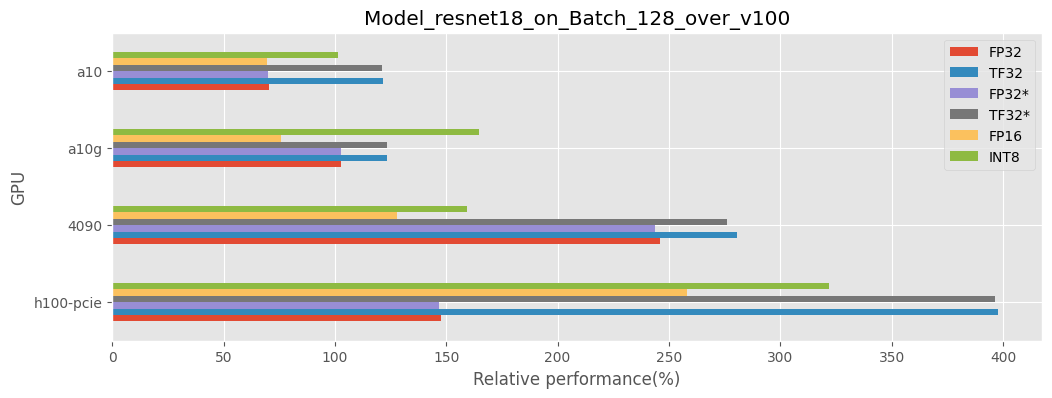 Model_resnet18_on_Batch_128_over_v100
GPU
a10
a10g
4090
h100-pcie
0 50 100 150 200 250 300 350 400
Relative performance(%)
FP32
TF32
FP32*
TF32*
FP16
INT8